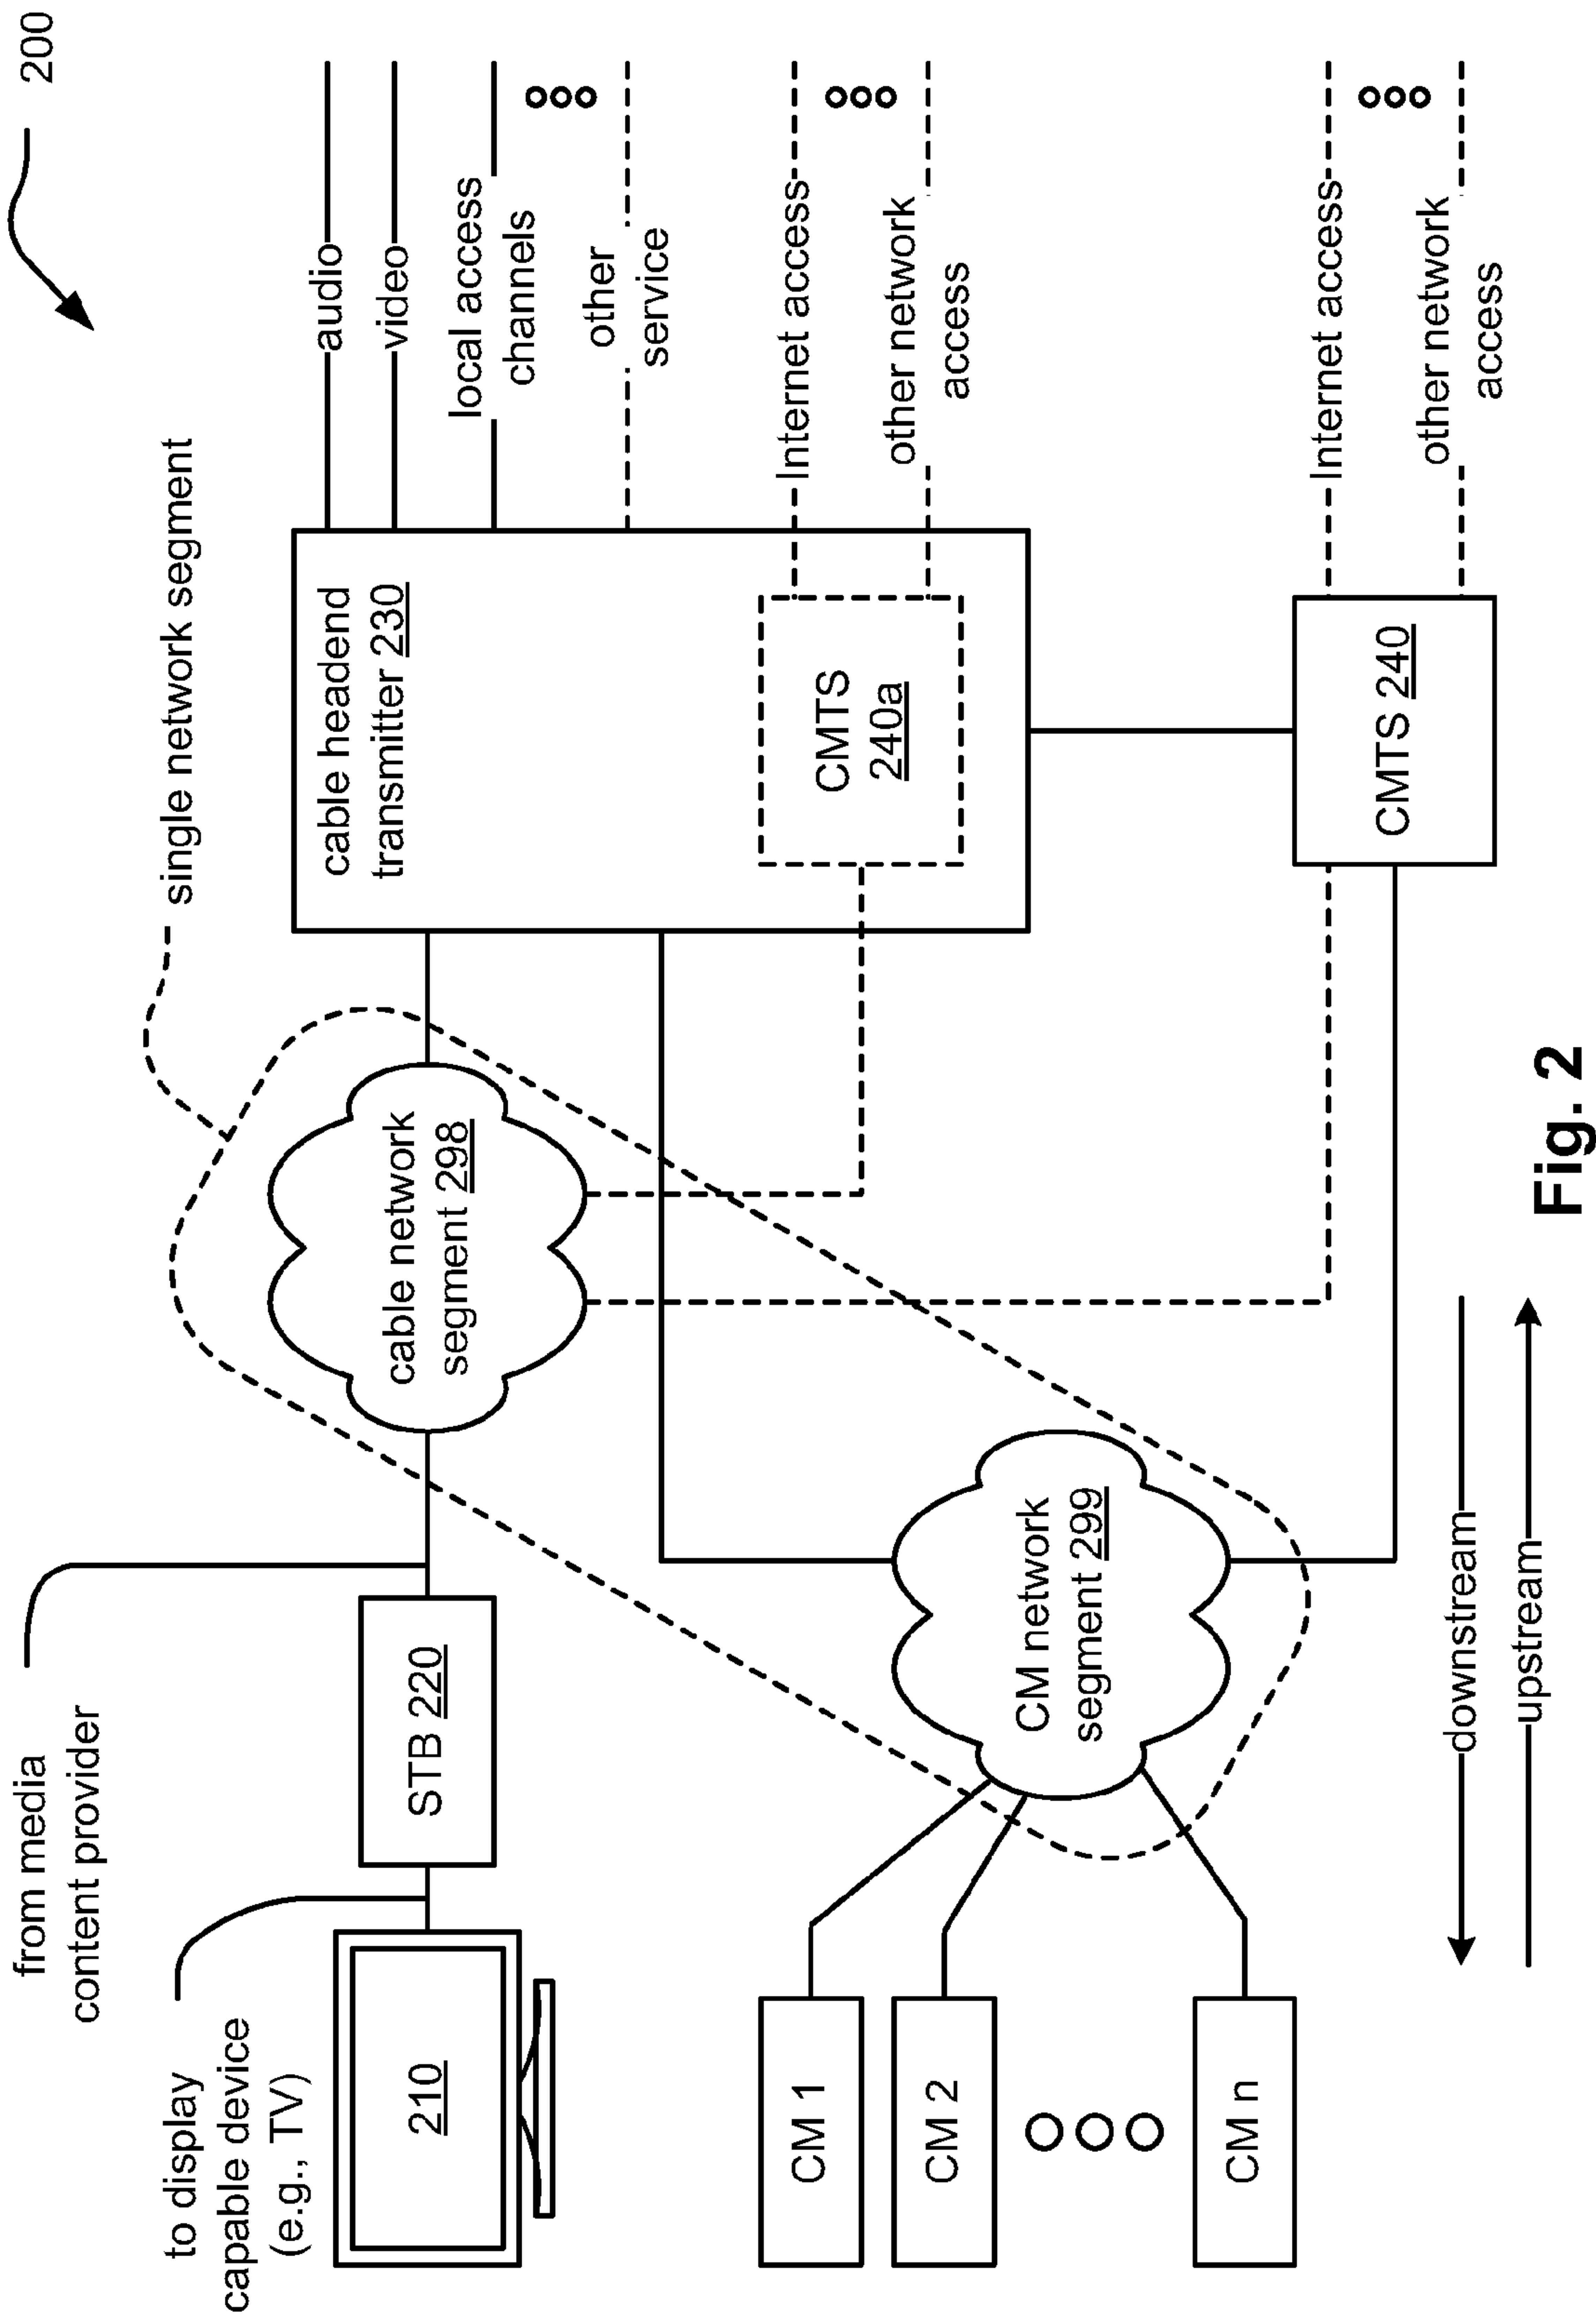 200
from media
content provider
to display
capable device
(e.g., TV)
210
STB 220
cable network
segment 298
single network segment
cable headend
transmitter 230
audio
video
local access
channels
other
service
CMTS
240a
Internet access
other network
access
CM 1
CM 2
CM n
CM network
segment 299
CMTS 240
Internet access
other network
access
downstream
upstream
Fig. 2